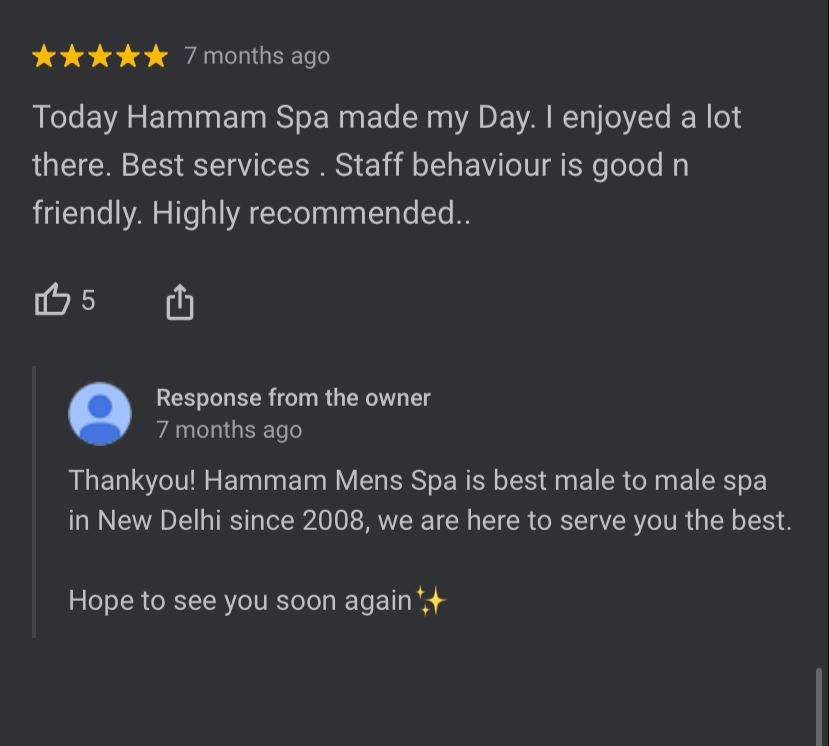 7 months ago
Today Hammam Spa made my Day. I enjoyed a lot
there. Best services . Staff behaviour is good n
friendly. Highly recommended..
5
Response from the owner
7 months ago
Thankyou! Hammam Mens Spa is best male to male spa
in New Delhi since 2008, we are here to serve you the best.
Hope to see you soon again✨